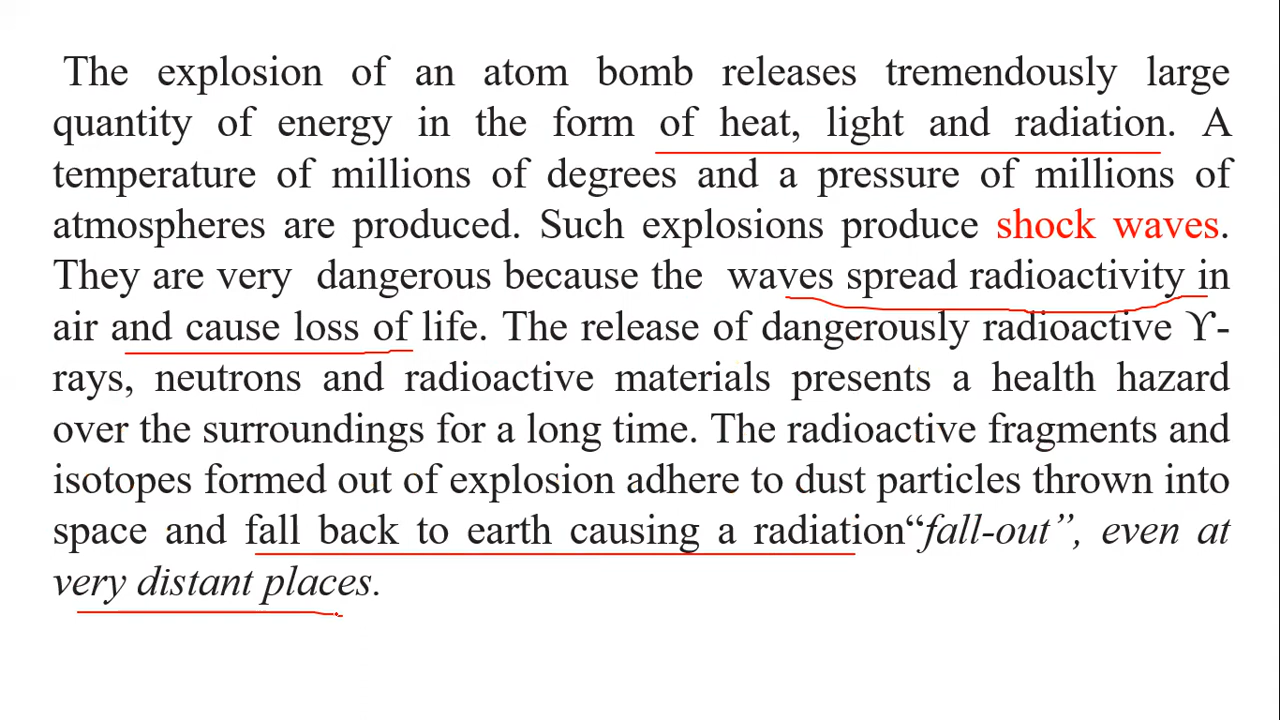 The explosion of an atom bomb releases tremendously large
quantity of energy in the form of heat, light and radiation. A
temperature of millions of degrees and a pressure of millions of
atmospheres are produced. Such explosions produce shock waves.
They are very dangerous because the waves spread radioactivity in
air and cause loss of life. The release of dangerously radioactive ϒ-
rays, neutrons and radioactive materials presents a health hazard
over the surroundings for a long time. The radioactive fragments and
isotopes formed out of explosion adhere to dust particles thrown into
space and fall back to earth causing a radiation“fall-out”, even at
very distant places.